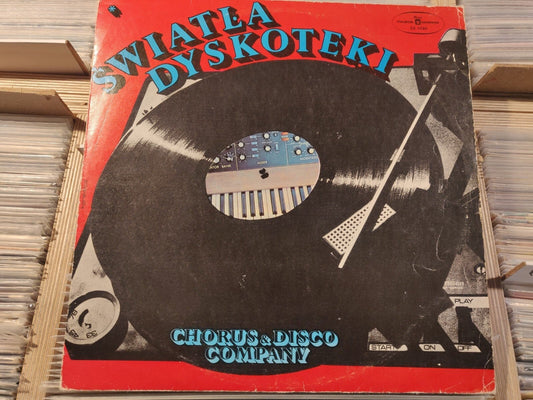 ŚWIATŁA
DYSKOTEKI
CHORUS & DISCO
COMPANY
PLAY
START ON OFF